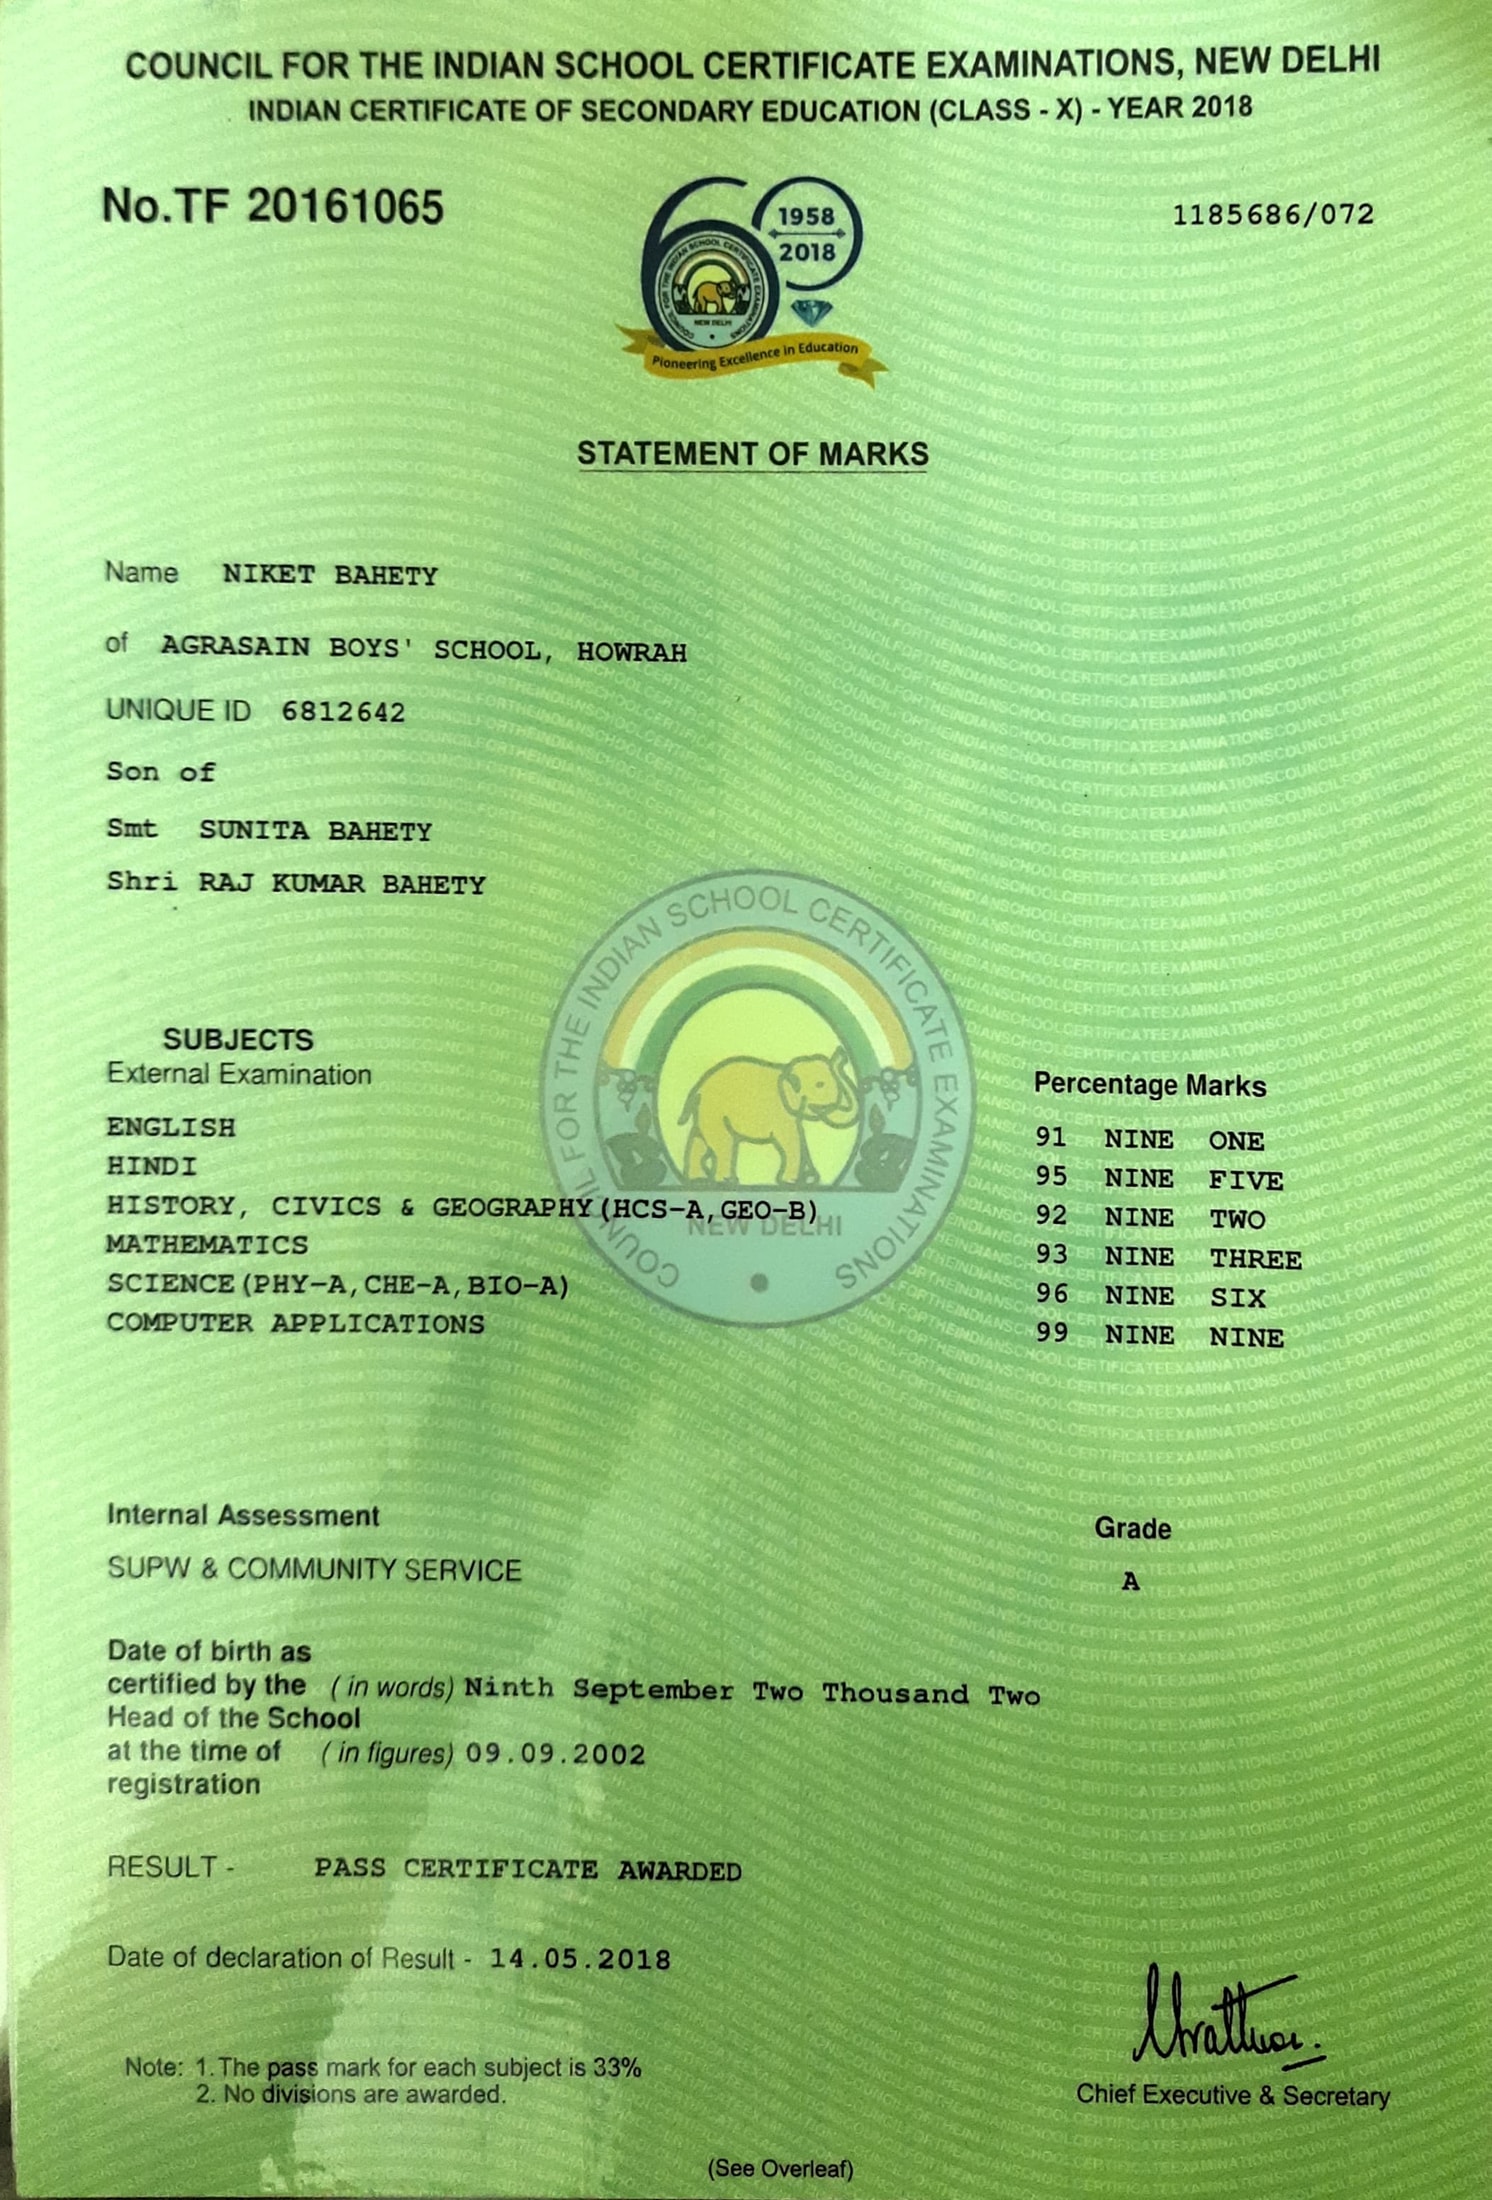 COUNCIL FOR THE INDIAN SCHOOL CERTIFICATE EXAMINATIONS, NEW DELHI
INDIAN CERTIFICATE OF SECONDARY EDUCATION (CLASS - X) - YEAR 2018
No.TF 20161065
1185686/072
60
1958
2018
COUNCIL FOR THE INDIAN SCHOOL CERTIFICATE EXAMINATIONS
NEW DELHI
Pioneering Excellence in Education
STATEMENT OF MARKS
Name NIKET BAHETY
of AGRASAIN BOYS' SCHOOL, HOWRAH
UNIQUE ID 6812642
Son of
Smt SUNITA BAHETY
Shri RAJ KUMAR BAHETY
COUNCIL FOR THE INDIAN SCHOOL CERTIFICATE EXAMINATIONS
NEW DELHI
SUBJECTS
External Examination Percentage Marks
ENGLISH 91 NINE ONE
HINDI 95 NINE FIVE
HISTORY, CIVICS & GEOGRAPHY(HCS-A,GEO-B) 92 NINE TWO
MATHEMATICS 93 NINE THREE
SCIENCE(PHY-A,CHE-A,BIO-A) 96 NINE SIX
COMPUTER APPLICATIONS 99 NINE NINE
Internal Assessment Grade
SUPW & COMMUNITY SERVICE A
Date of birth as
certified by the (in words) Ninth September Two Thousand Two
Head of the School
at the time of (in figures) 09.09.2002
registration
RESULT - PASS CERTIFICATE AWARDED
Date of declaration of Result - 14.05.2018
Note: 1. The pass mark for each subject is 33%
2. No divisions are awarded.
Chief Executive & Secretary
(See Overleaf)